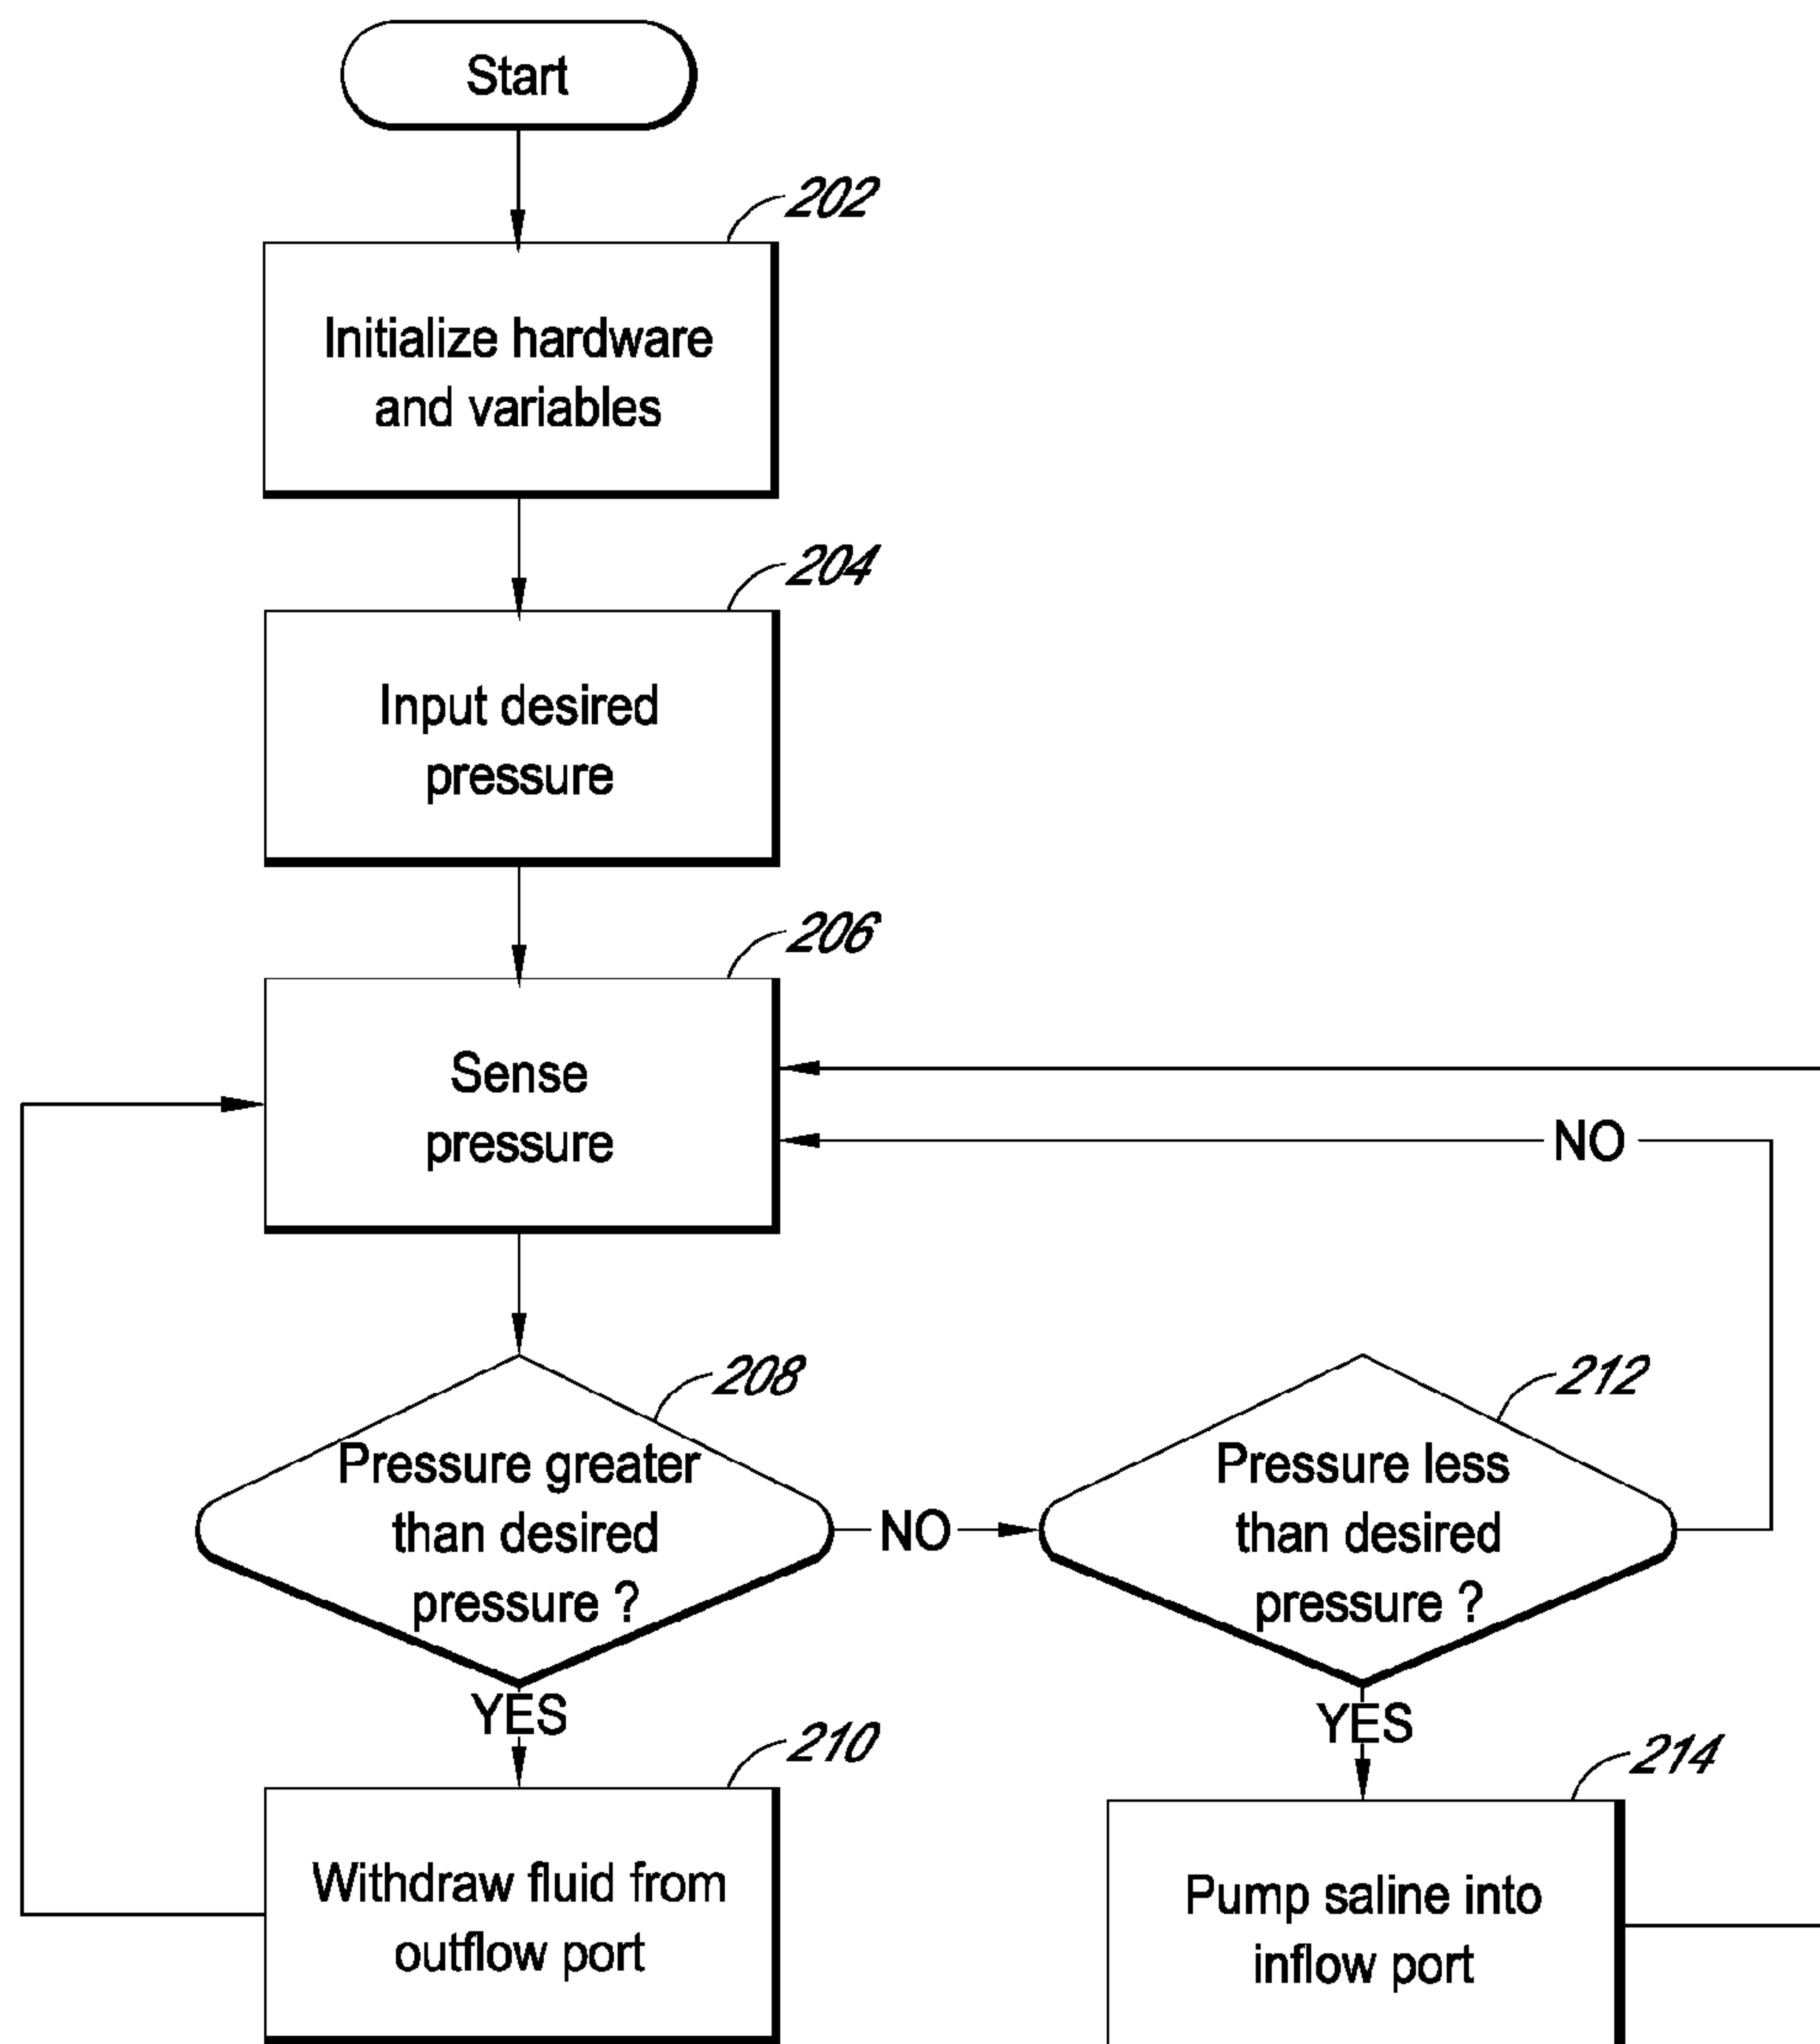 Start
202
Initialize hardware
and variables
204
Input desired
pressure
206
Sense
pressure
NO
208
Pressure greater
than desired
pressure ?
NO
212
Pressure less
than desired
pressure ?
YES
YES
210
Withdraw fluid from
outflow port
214
Pump saline into
inflow port